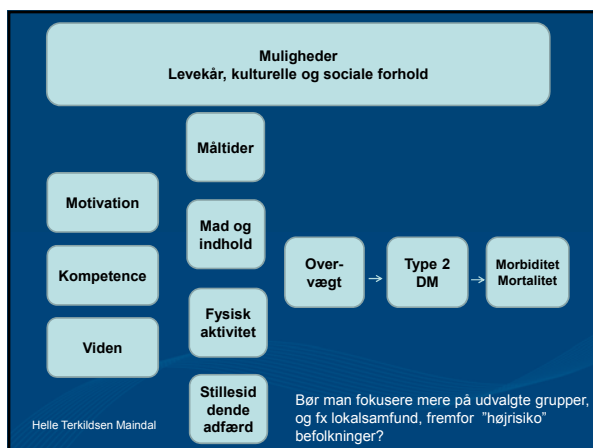 Muligheder
Levekår, kulturelle og sociale forhold
Måltider
Motivation
Mad og
indhold
Kompetence
Over-
vægt
Type 2
DM
Morbiditet
Mortalitet
Fysisk
aktivitet
Viden
Stillesid
dende
adfærd
Bør man fokusere mere på udvalgte grupper,
og fx lokalsamfund, fremfor ”højrisiko”
befolkninger?
Helle Terkildsen Maindal